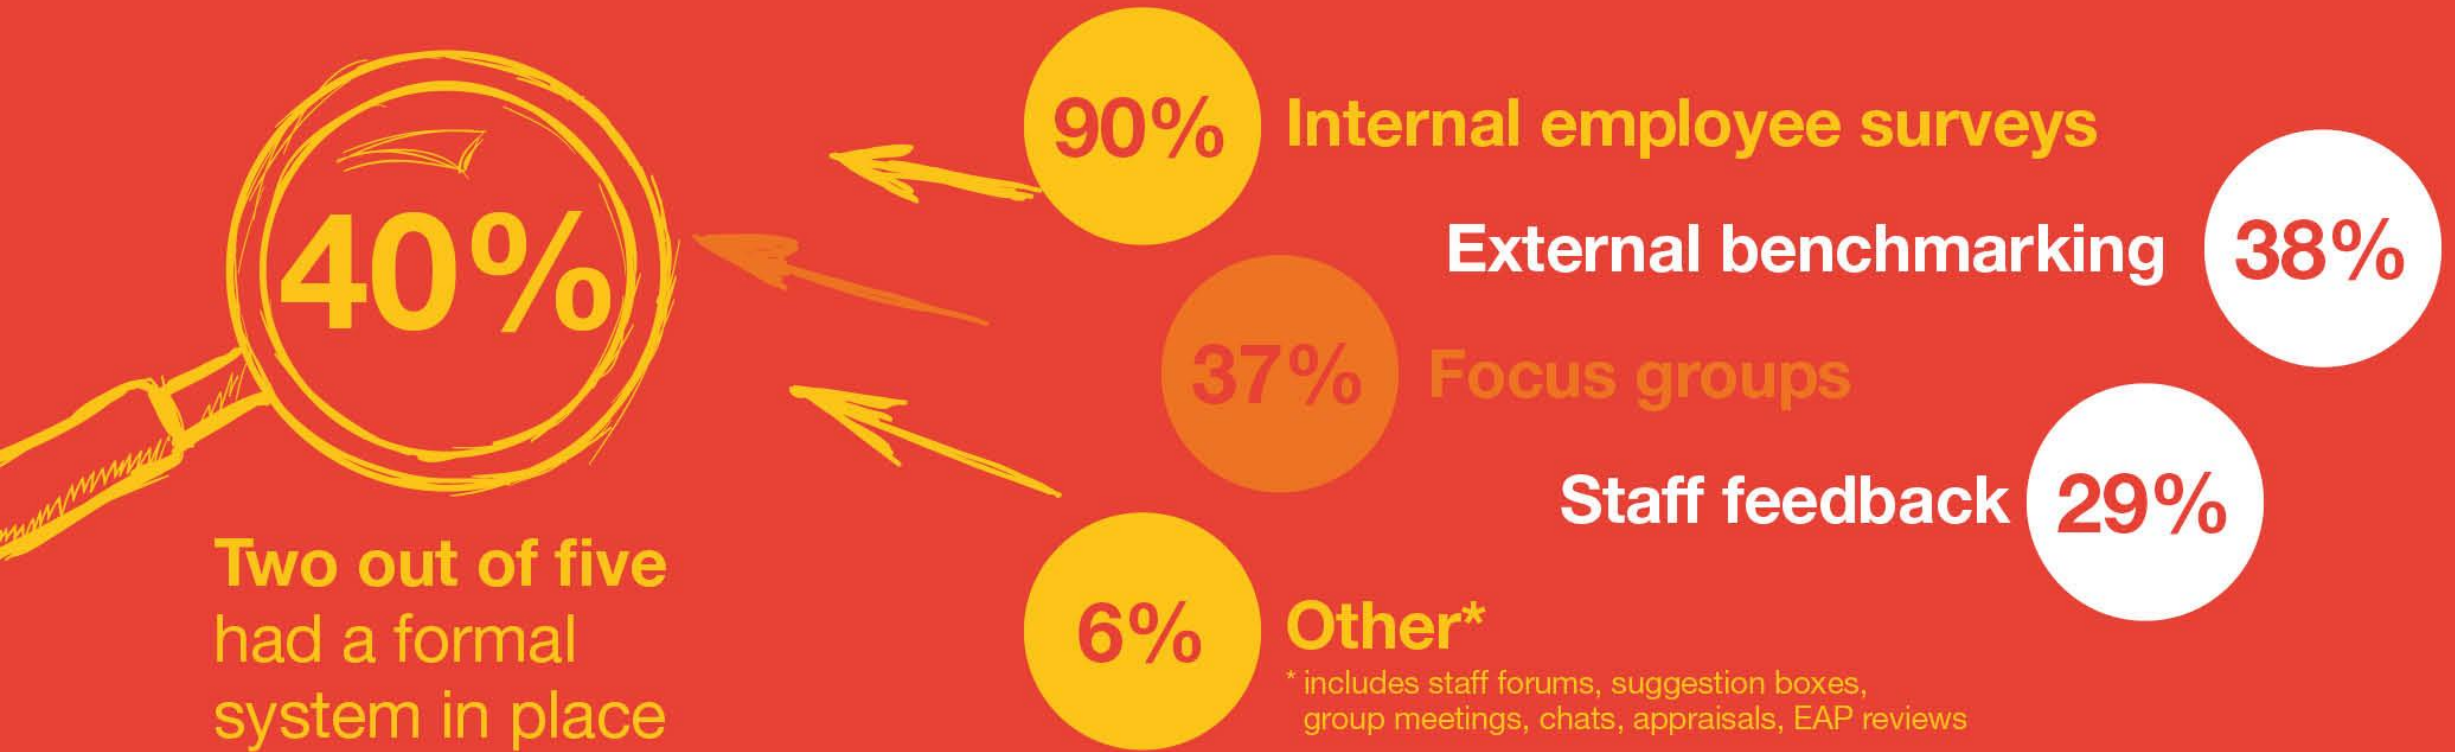 40%
Two out of five
had a formal
system in place
90% Internal employee surveys
External benchmarking 38%
37% Focus groups
Staff feedback 29%
6% Other*
* includes staff forums, suggestion boxes,
group meetings, chats, appraisals, EAP reviews